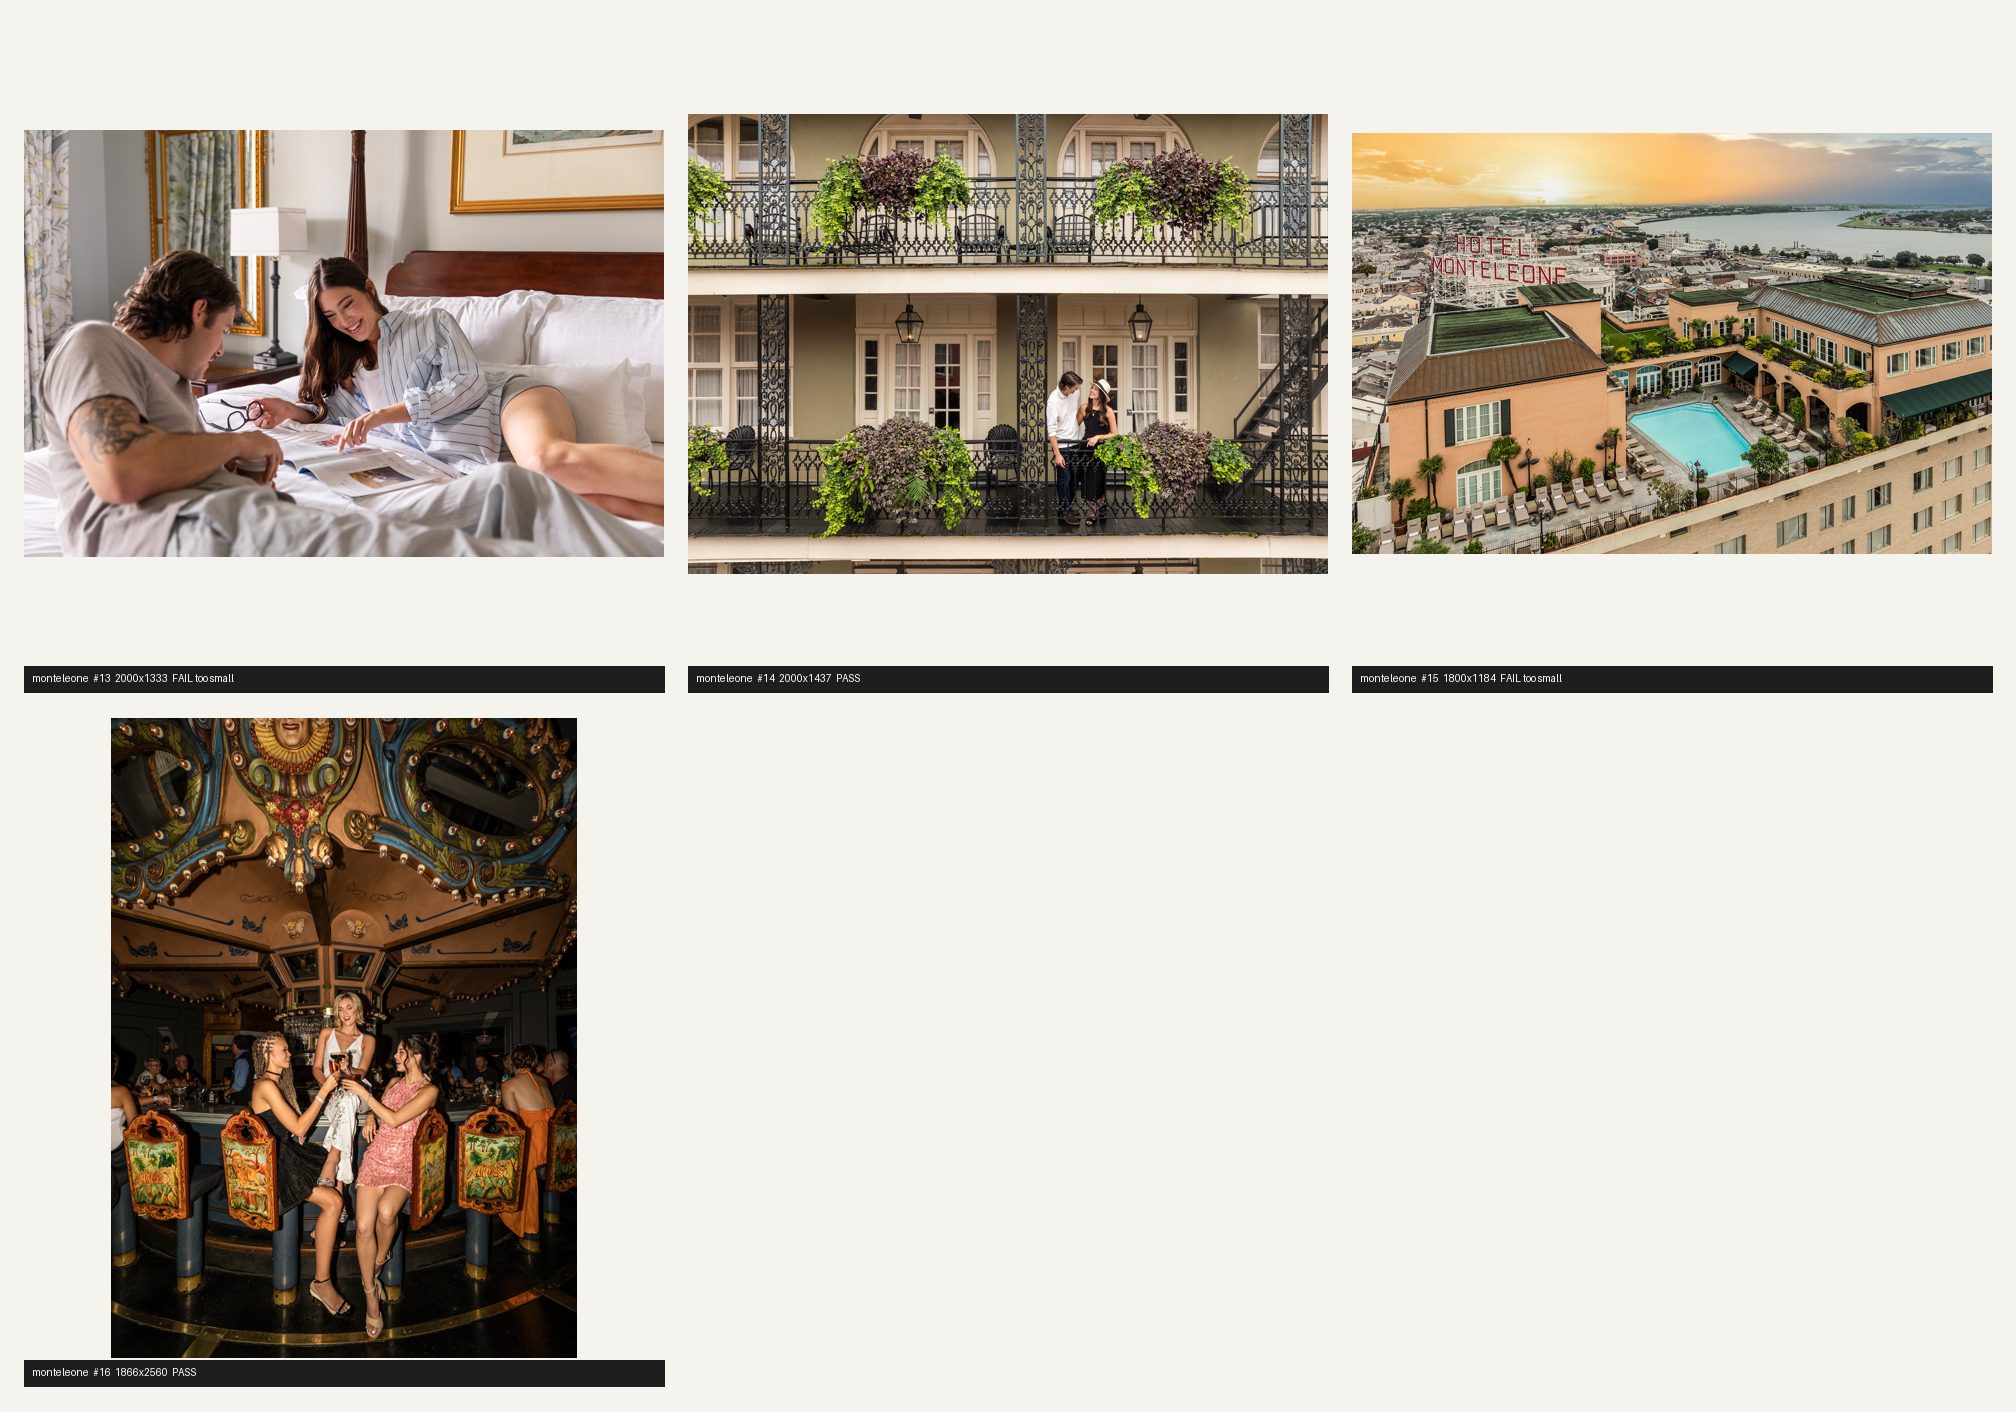 HOTEL
MONTELEONE
monteleone #13 2000x1333 FAIL toosmall
monteleone #14 2000x1437 PASS
monteleone #15 1800x1184 FAIL toosmall
monteleone #16 1866x2560 PASS